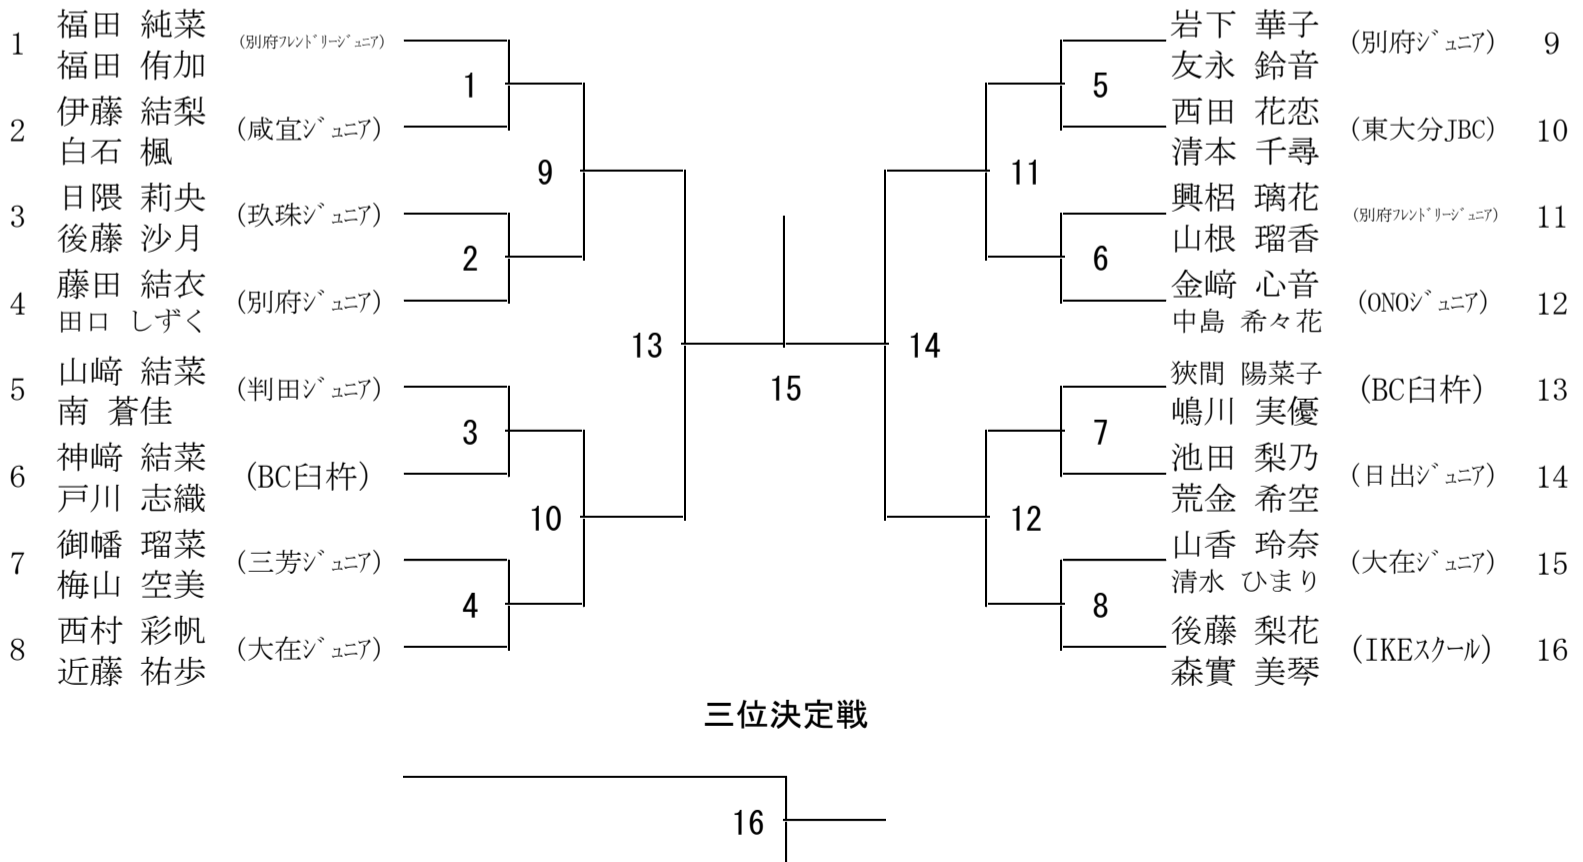 1 福田 純菜 (別府フレンドリージュニア)
福田 侑加
2 伊藤 結梨 (咸宜ジュニア)
白石 楓
3 日隈 莉央 (玖珠ジュニア)
後藤 沙月
4 藤田 結衣 (別府ジュニア)
田口 しずく
5 山﨑 結菜 (判田ジュニア)
南 蒼佳
6 神﨑 結菜 (BC臼杵)
戸川 志織
7 御幡 瑠菜 (三芳ジュニア)
梅山 空美
8 西村 彩帆 (大在ジュニア)
近藤 祐歩
1
2
3
4
9
10
13
15
14
11
12
5
6
7
8
岩下 華子 (別府ジュニア) 9
友永 鈴音
西田 花恋 (東大分JBC) 10
清本 千尋
興梠 璃花 (別府フレンドリージュニア) 11
山根 瑠香
金﨑 心音 (ONOジュニア) 12
中島 希々花
狭間 陽菜子 (BC臼杵) 13
嶋川 実優
池田 梨乃 (日出ジュニア) 14
荒金 希空
山香 玲奈 (大在ジュニア) 15
清水 ひまり
後藤 梨花 (IKEスクール) 16
森實 美琴
三位決定戦
16